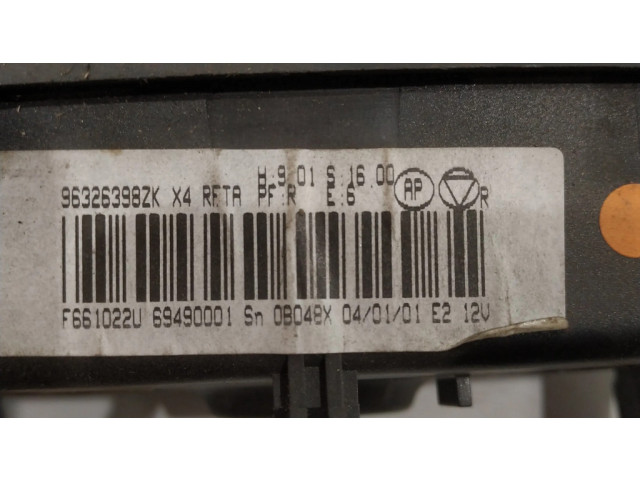 H:9.01 S:16.00
96326398ZK X4 RFTA PF:R E:6 AP R
F661022U 69490001 Sn 0B048X 04/01/01 E2 12V